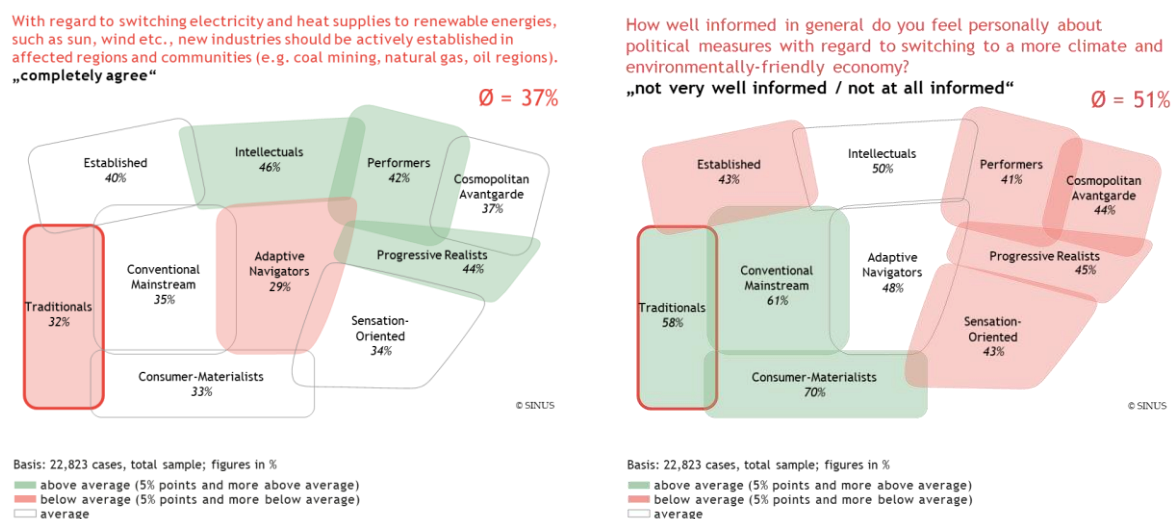 With regard to switching electricity and heat supplies to renewable energies,
such as sun, wind etc., new industries should be actively established in
affected regions and communities (e.g. coal mining, natural gas, oil regions).
„completely agree“
Ø = 37%
Established
40%
Intellectuals
46%
Performers
42%
Cosmopolitan
Avantgarde
37%
Traditionals
32%
Conventional
Mainstream
35%
Adaptive
Navigators
29%
Progressive Realists
44%
Sensation-
Oriented
34%
Consumer-Materialists
33%
© SINUS
Basis: 22,823 cases, total sample; figures in %
above average (5% points and more above average)
below average (5% points and more below average)
average
How well informed in general do you feel personally about
political measures with regard to switching to a more climate and
environmentally-friendly economy?
„not very well informed / not at all informed“
Ø = 51%
Established
43%
Intellectuals
50%
Performers
41%
Cosmopolitan
Avantgarde
44%
Traditionals
58%
Conventional
Mainstream
61%
Adaptive
Navigators
48%
Progressive Realists
45%
Sensation-
Oriented
43%
Consumer-Materialists
70%
© SINUS
Basis: 22,823 cases, total sample; figures in %
above average (5% points and more above average)
below average (5% points and more below average)
average